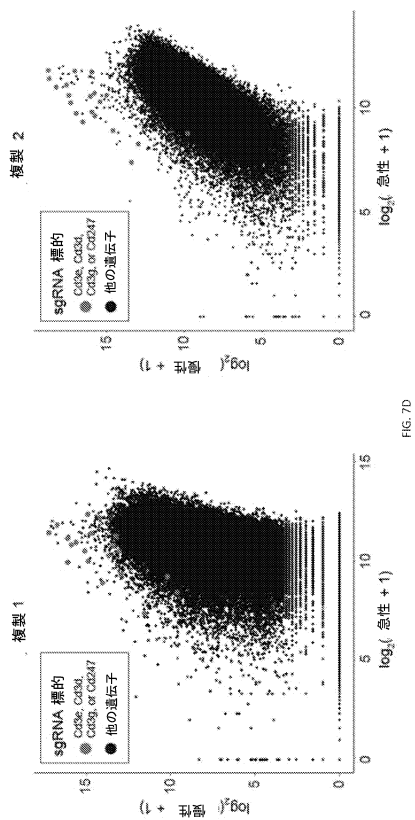 複製 1
sgRNA 標的
Cd3e, Cd3d,
Cd3g, or Cd247
他の遺伝子
log2( 慢性 + 1)
15
10
5
0
0
5
10
15
log2( 急性 + 1)
複製 2
sgRNA 標的
Cd3e, Cd3d,
Cd3g, or Cd247
他の遺伝子
log2( 慢性 + 1)
15
10
5
0
0
5
10
log2( 急性 + 1)
FIG. 7D